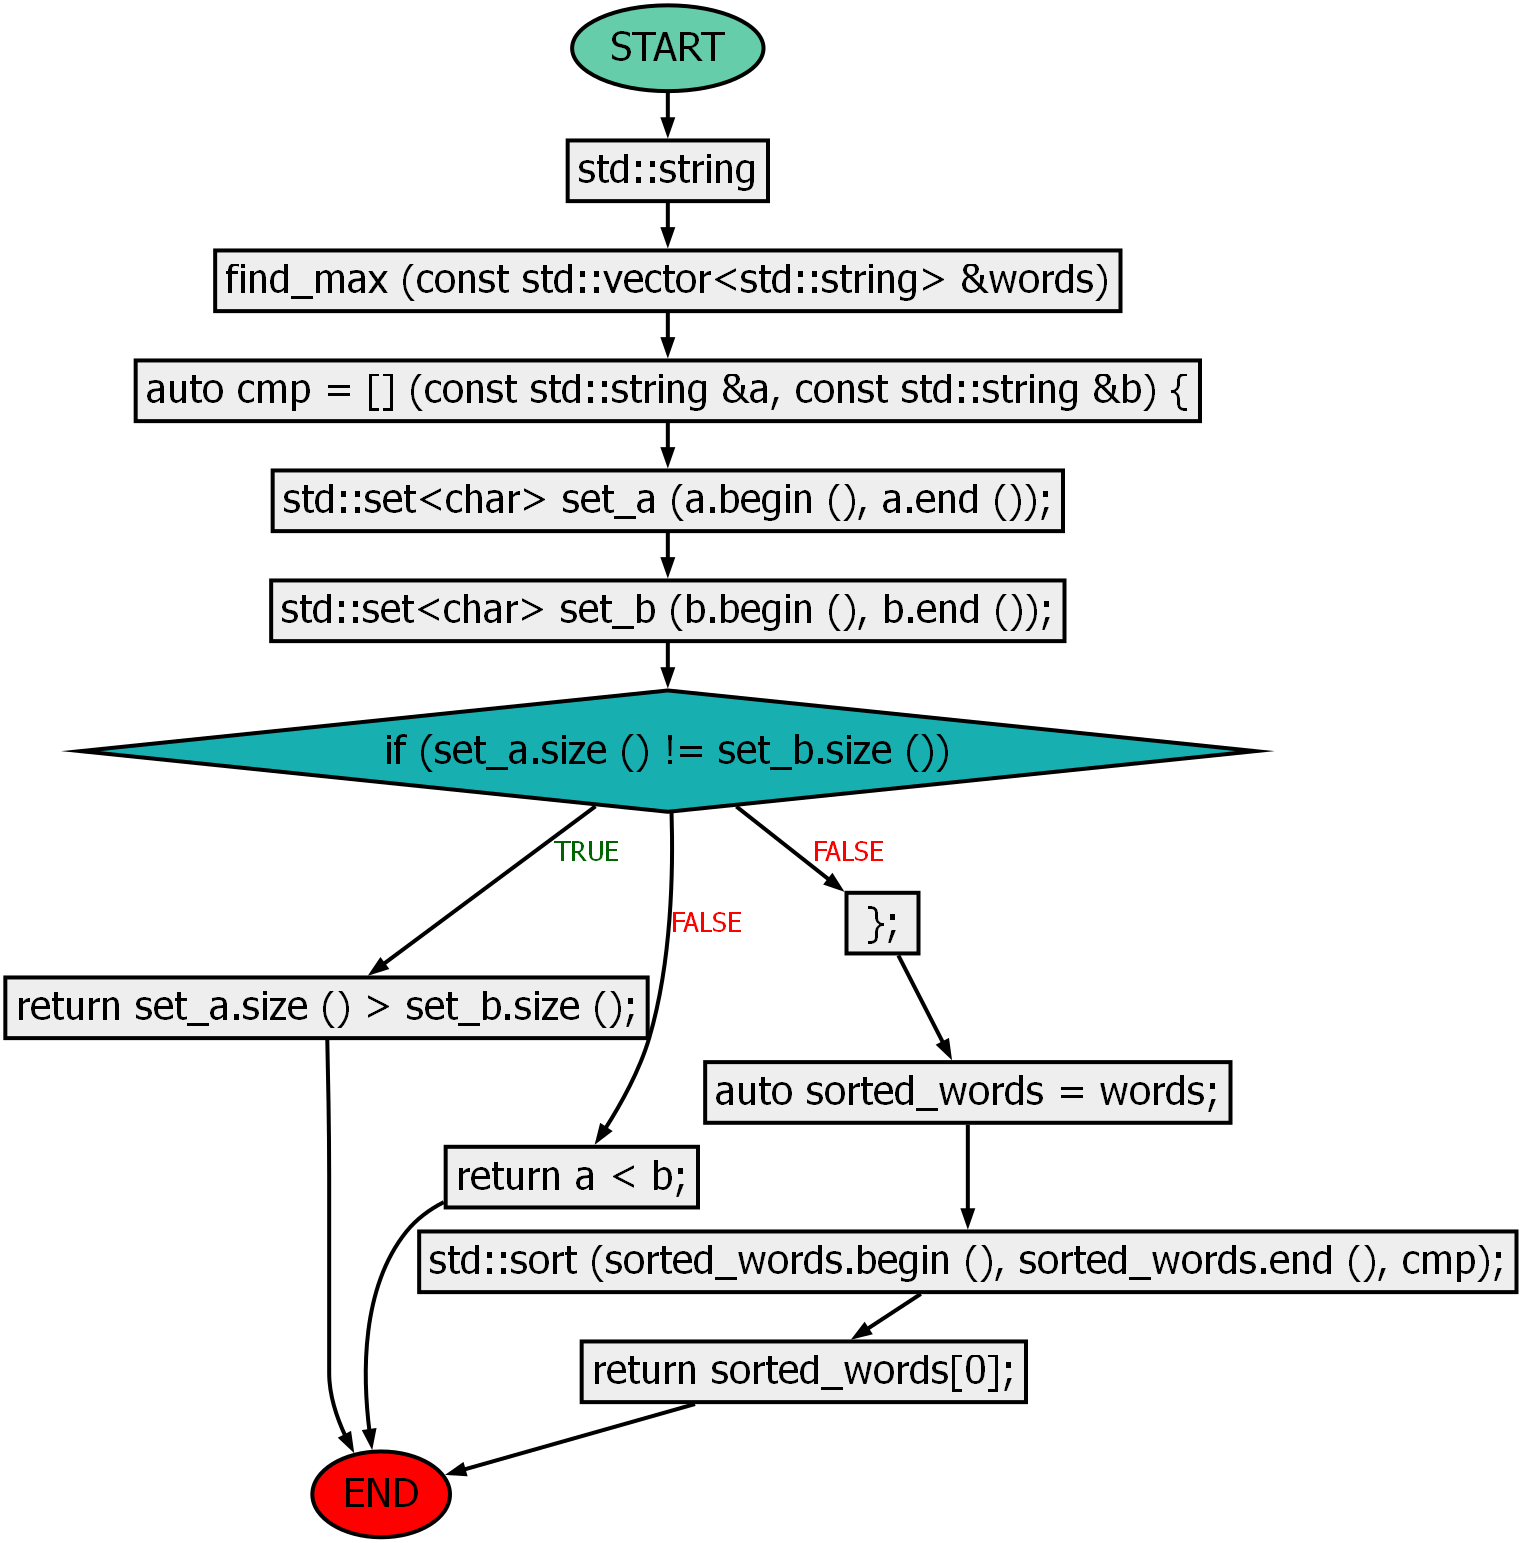 START
std::string
find_max (const std::vector<std::string> &words)
auto cmp = [] (const std::string &a, const std::string &b) {
std::set<char> set_a (a.begin (), a.end ());
std::set<char> set_b (b.begin (), b.end ());
if (set_a.size () != set_b.size ())
TRUE
FALSE
FALSE
};
return set_a.size () > set_b.size ();
auto sorted_words = words;
return a < b;
std::sort (sorted_words.begin (), sorted_words.end (), cmp);
return sorted_words[0];
END